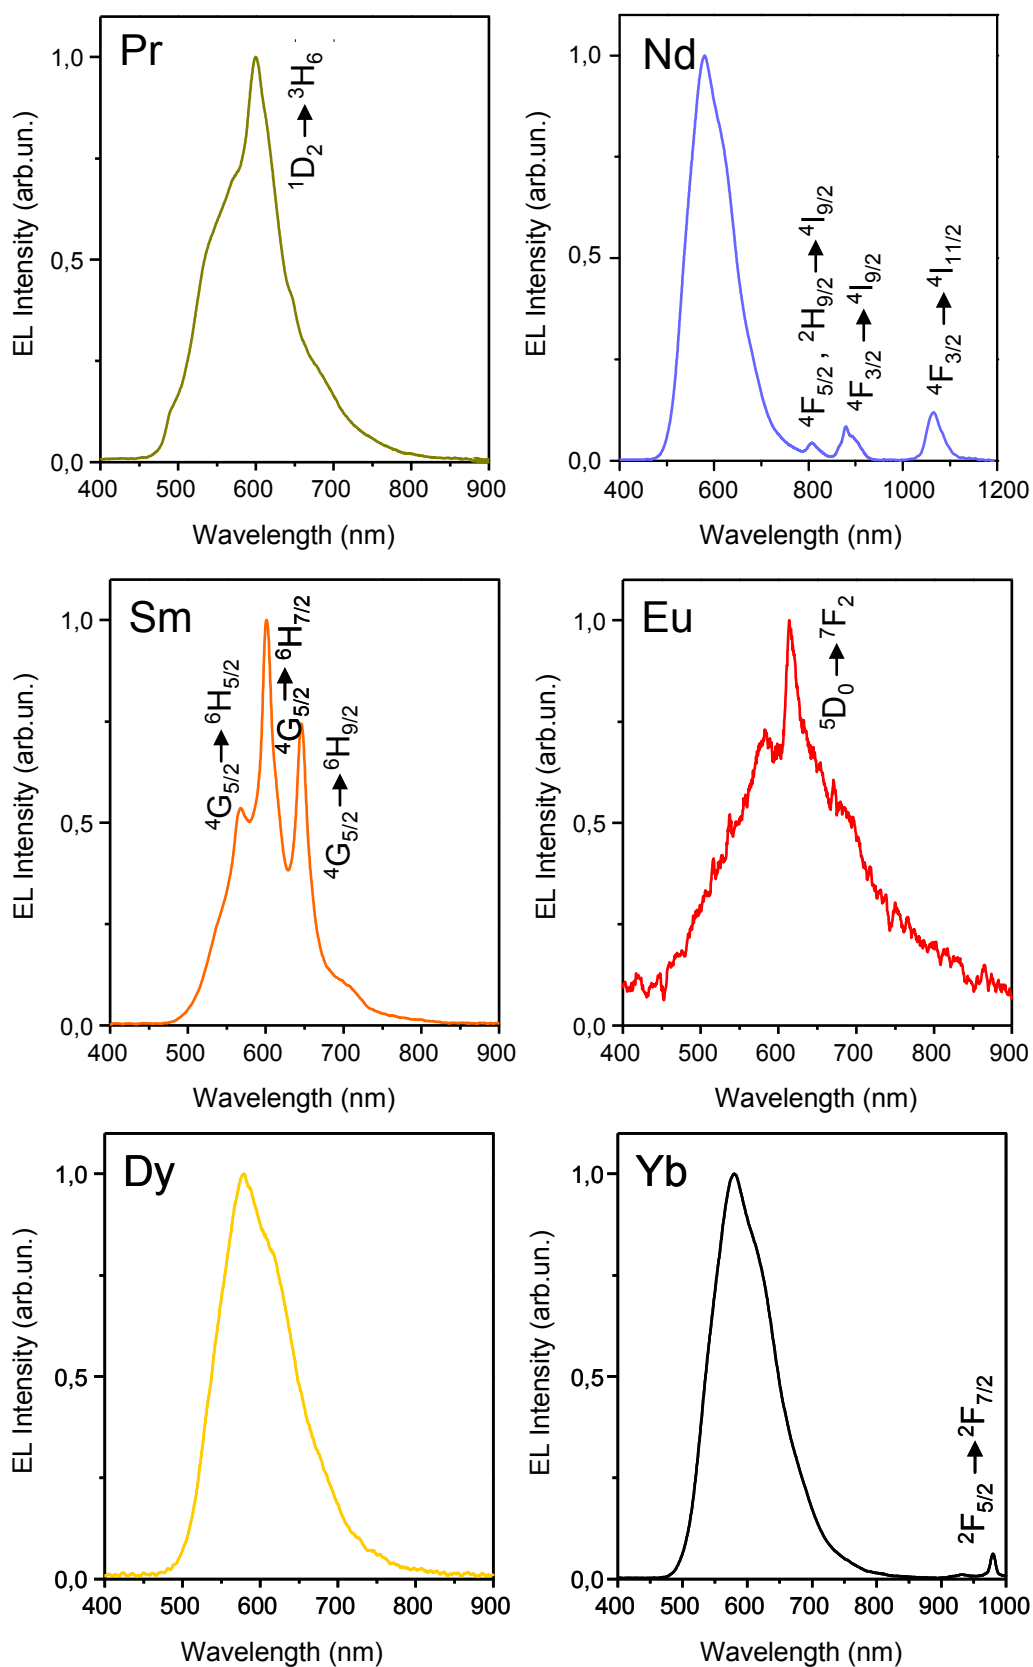 Pr
1,0
0,5
0,0
EL Intensity (arb.un.)
¹D₂ → ³H₆
400 500 600 700 800 900
Wavelength (nm)
Nd
1,0
0,5
0,0
EL Intensity (arb.un.)
⁴F₅/₂ , ²H₉/₂ → ⁴I₉/₂
⁴F₃/₂ → ⁴I₉/₂
⁴F₃/₂ → ⁴I₁₁/₂
400 600 800 1000 1200
Wavelength (nm)
Sm
1,0
0,5
0,0
EL Intensity (arb.un.)
⁴G₅/₂ → ⁶H₅/₂
⁴G₅/₂ → ⁶H₇/₂
⁴G₅/₂ → ⁶H₉/₂
400 500 600 700 800 900
Wavelength (nm)
Eu
1,0
0,5
0,0
EL Intensity (arb.un.)
⁵D₀ → ⁷F₂
400 500 600 700 800 900
Wavelength (nm)
Dy
1,0
0,5
0,0
EL Intensity (arb.un.)
400 500 600 700 800 900
Wavelength (nm)
Yb
1,0
0,5
0,0
EL Intensity (arb.un.)
²F₅/₂ → ²F₇/₂
400 500 600 700 800 900 1000
Wavelength (nm)